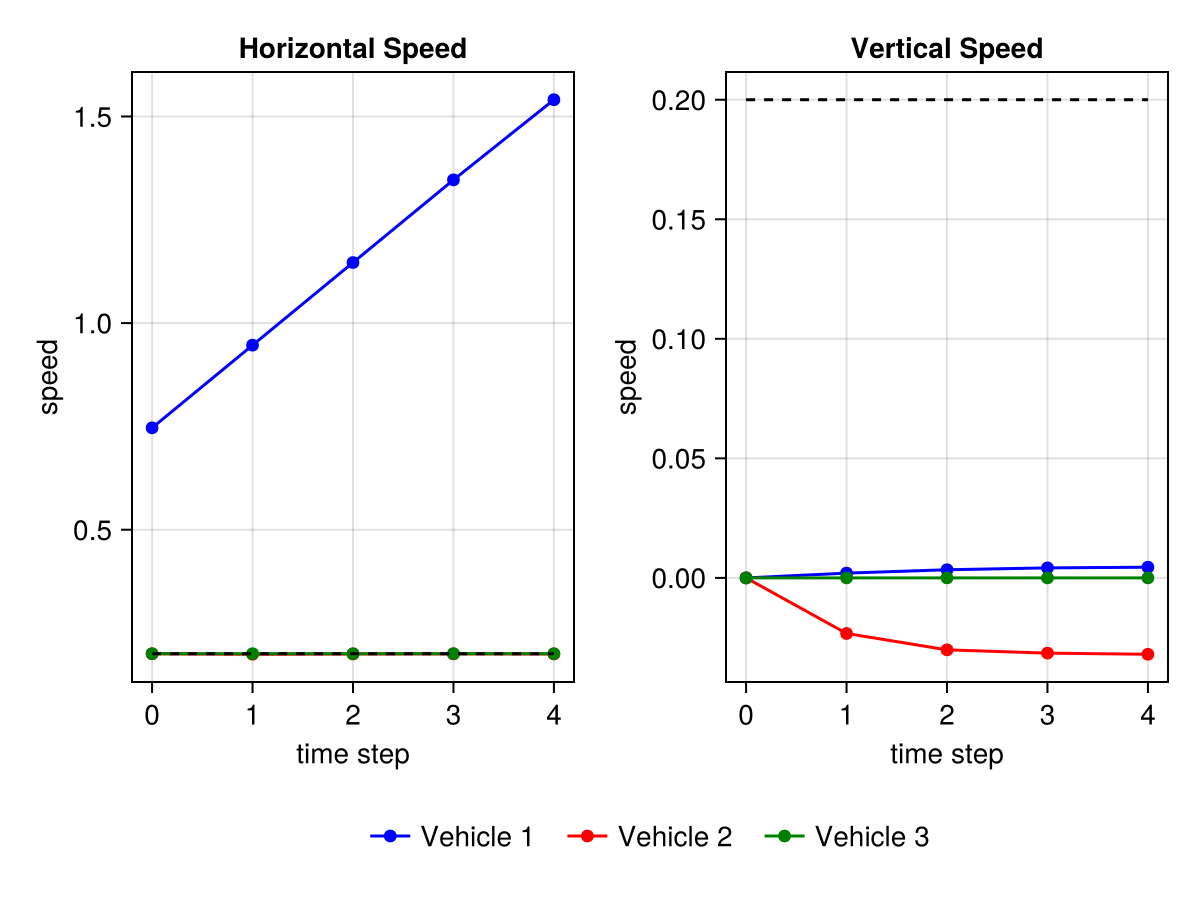 Horizontal Speed
1.5
1.0
0.5
speed
0 1 2 3 4
time step
Vertical Speed
0.20
0.15
0.10
0.05
0.00
speed
0 1 2 3 4
time step
Vehicle 1 Vehicle 2 Vehicle 3